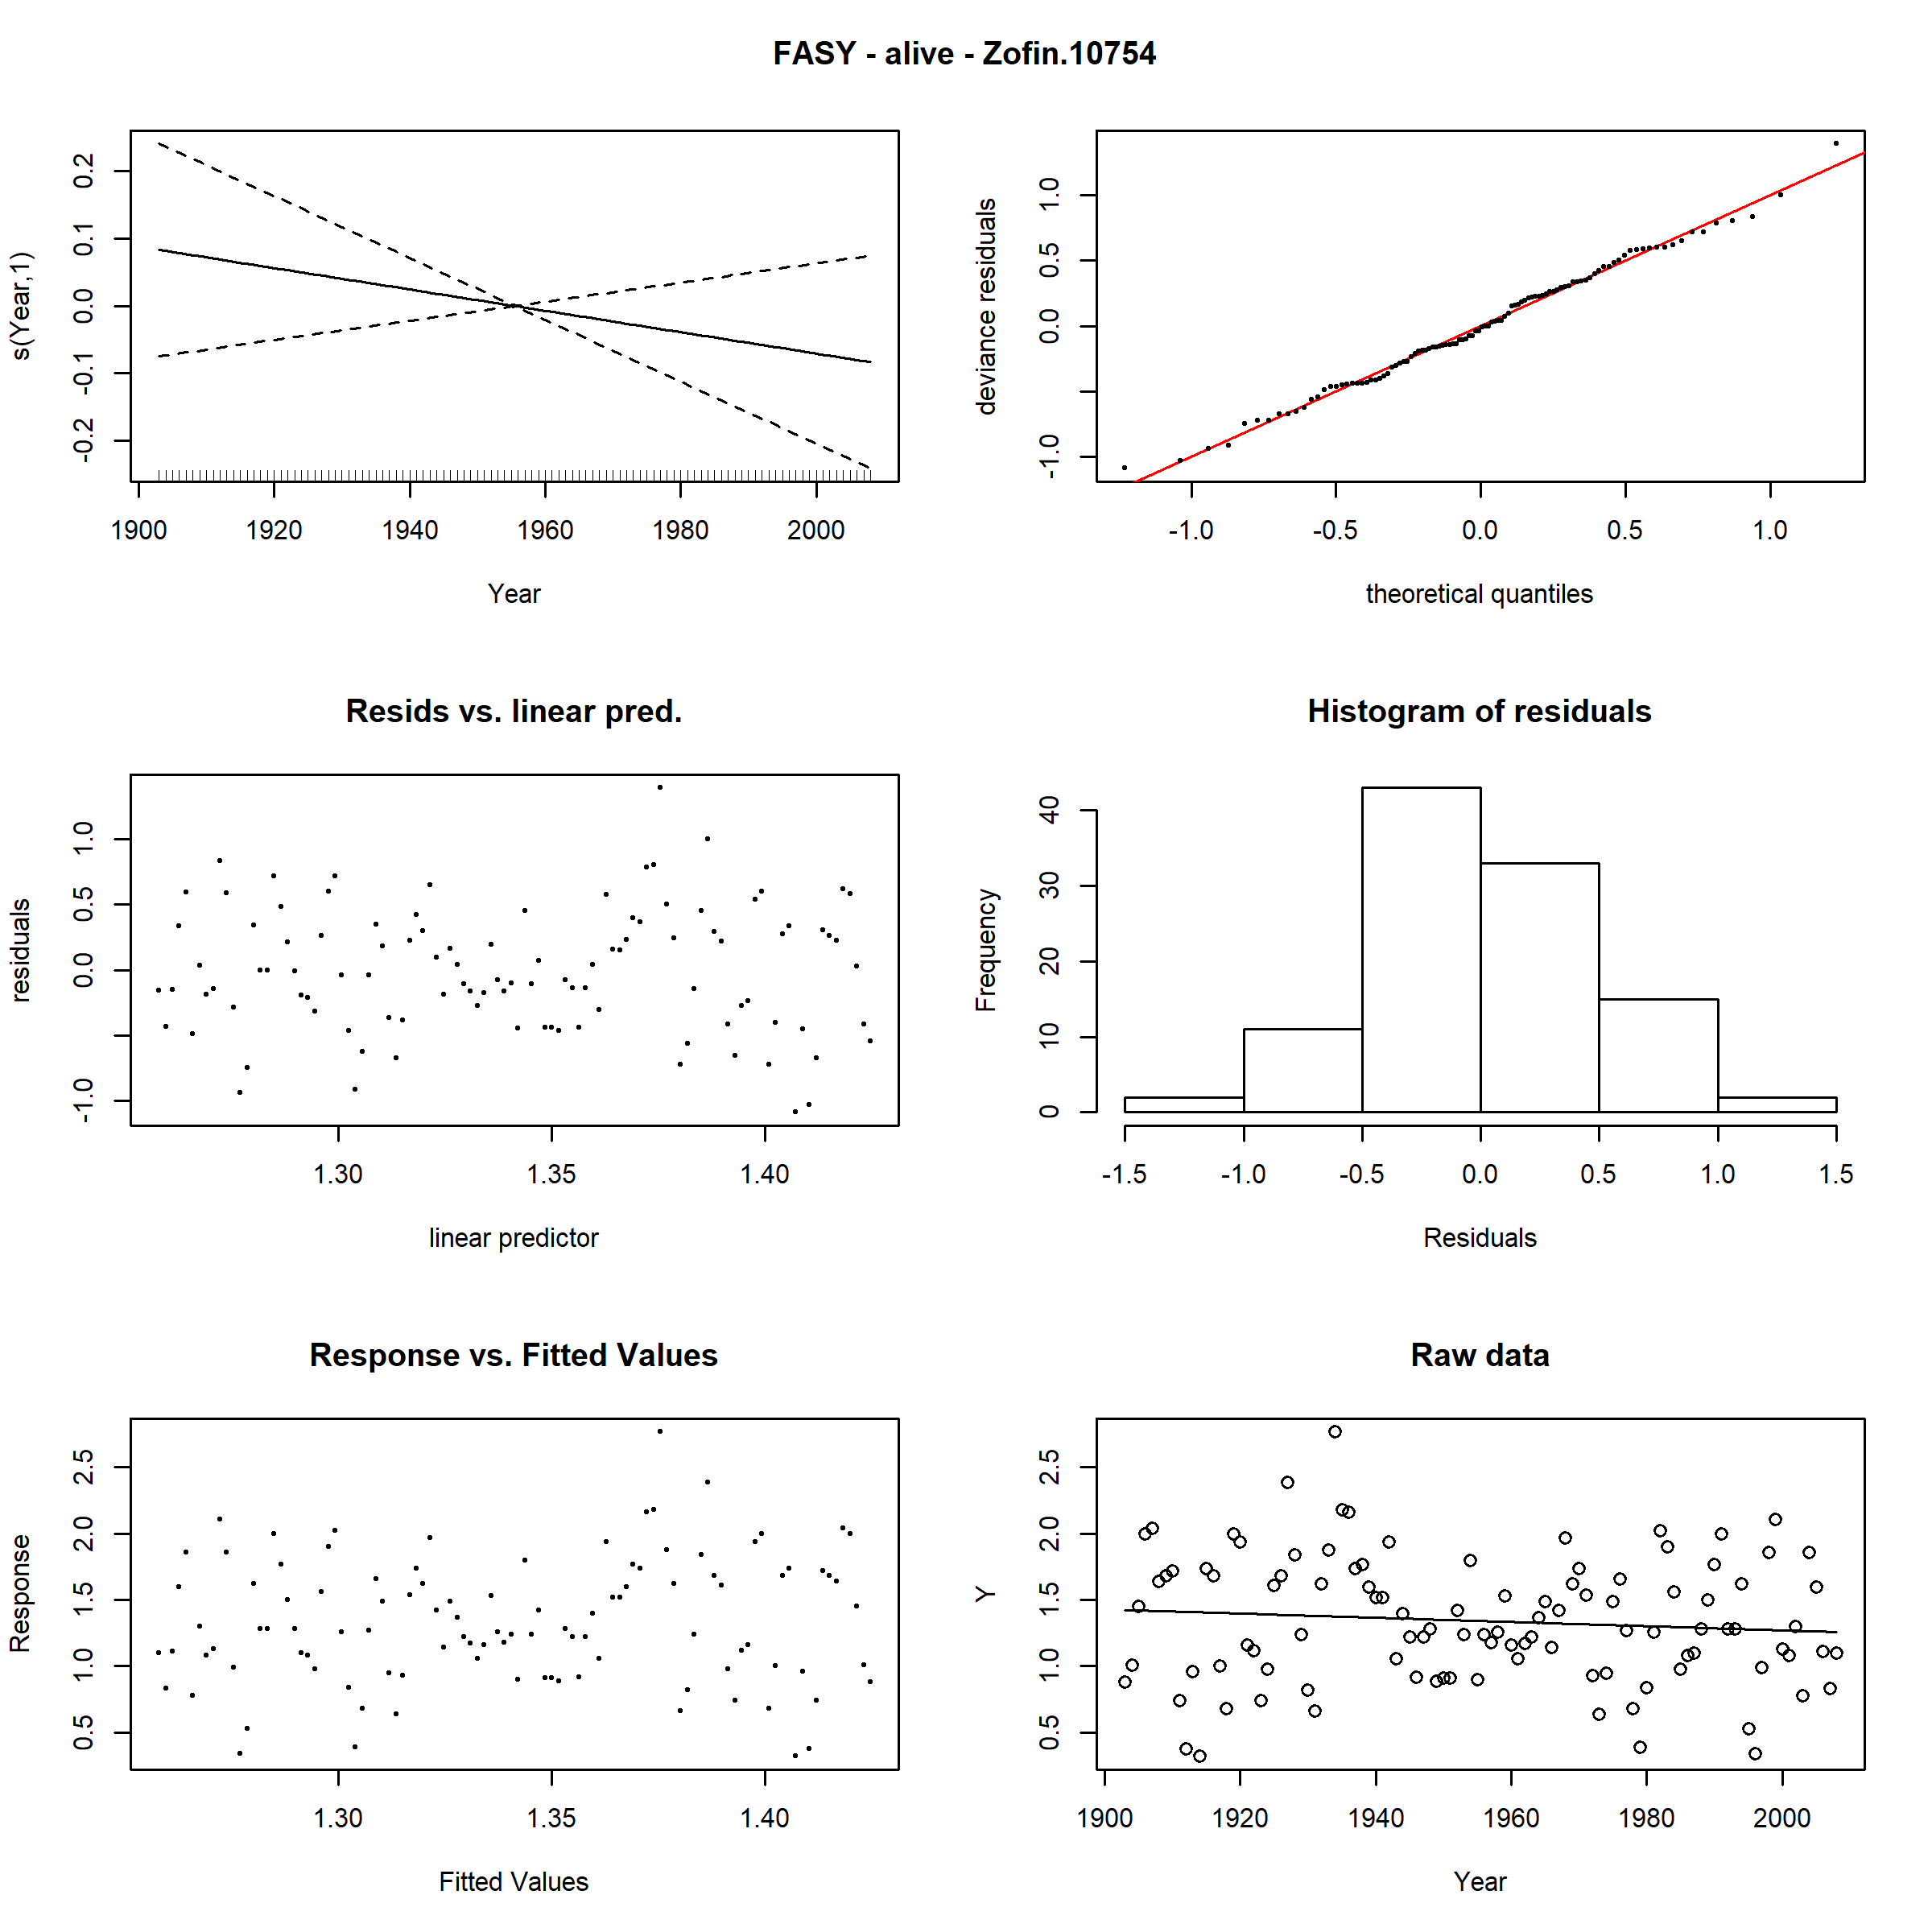 FASY - alive - Zofin.10754
s(Year,1)
0.2
0.1
0.0
-0.1
-0.2
1900 1920 1940 1960 1980 2000
Year
deviance residuals
1.0
0.5
0.0
-1.0
-1.0 -0.5 0.0 0.5 1.0
theoretical quantiles
Resids vs. linear pred.
residuals
1.0
0.5
0.0
-1.0
1.30 1.35 1.40
linear predictor
Histogram of residuals
Frequency
40
30
20
10
0
-1.5 -1.0 -0.5 0.0 0.5 1.0 1.5
Residuals
Response vs. Fitted Values
Response
2.5
2.0
1.5
1.0
0.5
1.30 1.35 1.40
Fitted Values
Raw data
Y
2.5
2.0
1.5
1.0
0.5
1900 1920 1940 1960 1980 2000
Year